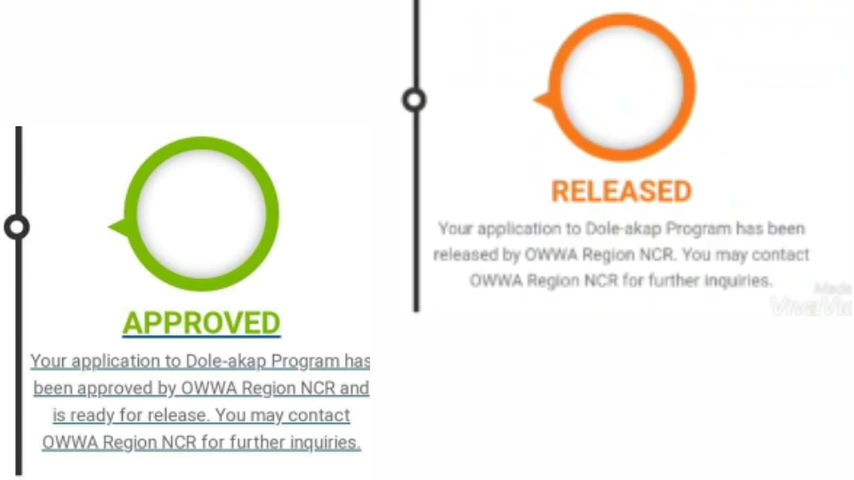 APPROVED
Your application to Dole-akap Program has
been approved by OWWA Region NCR and
is ready for release. You may contact
OWWA Region NCR for further inquiries.
RELEASED
Your application to Dole-akap Program has been
released by OWWA Region NCR. You may contact
OWWA Region NCR for further inquiries.
Made